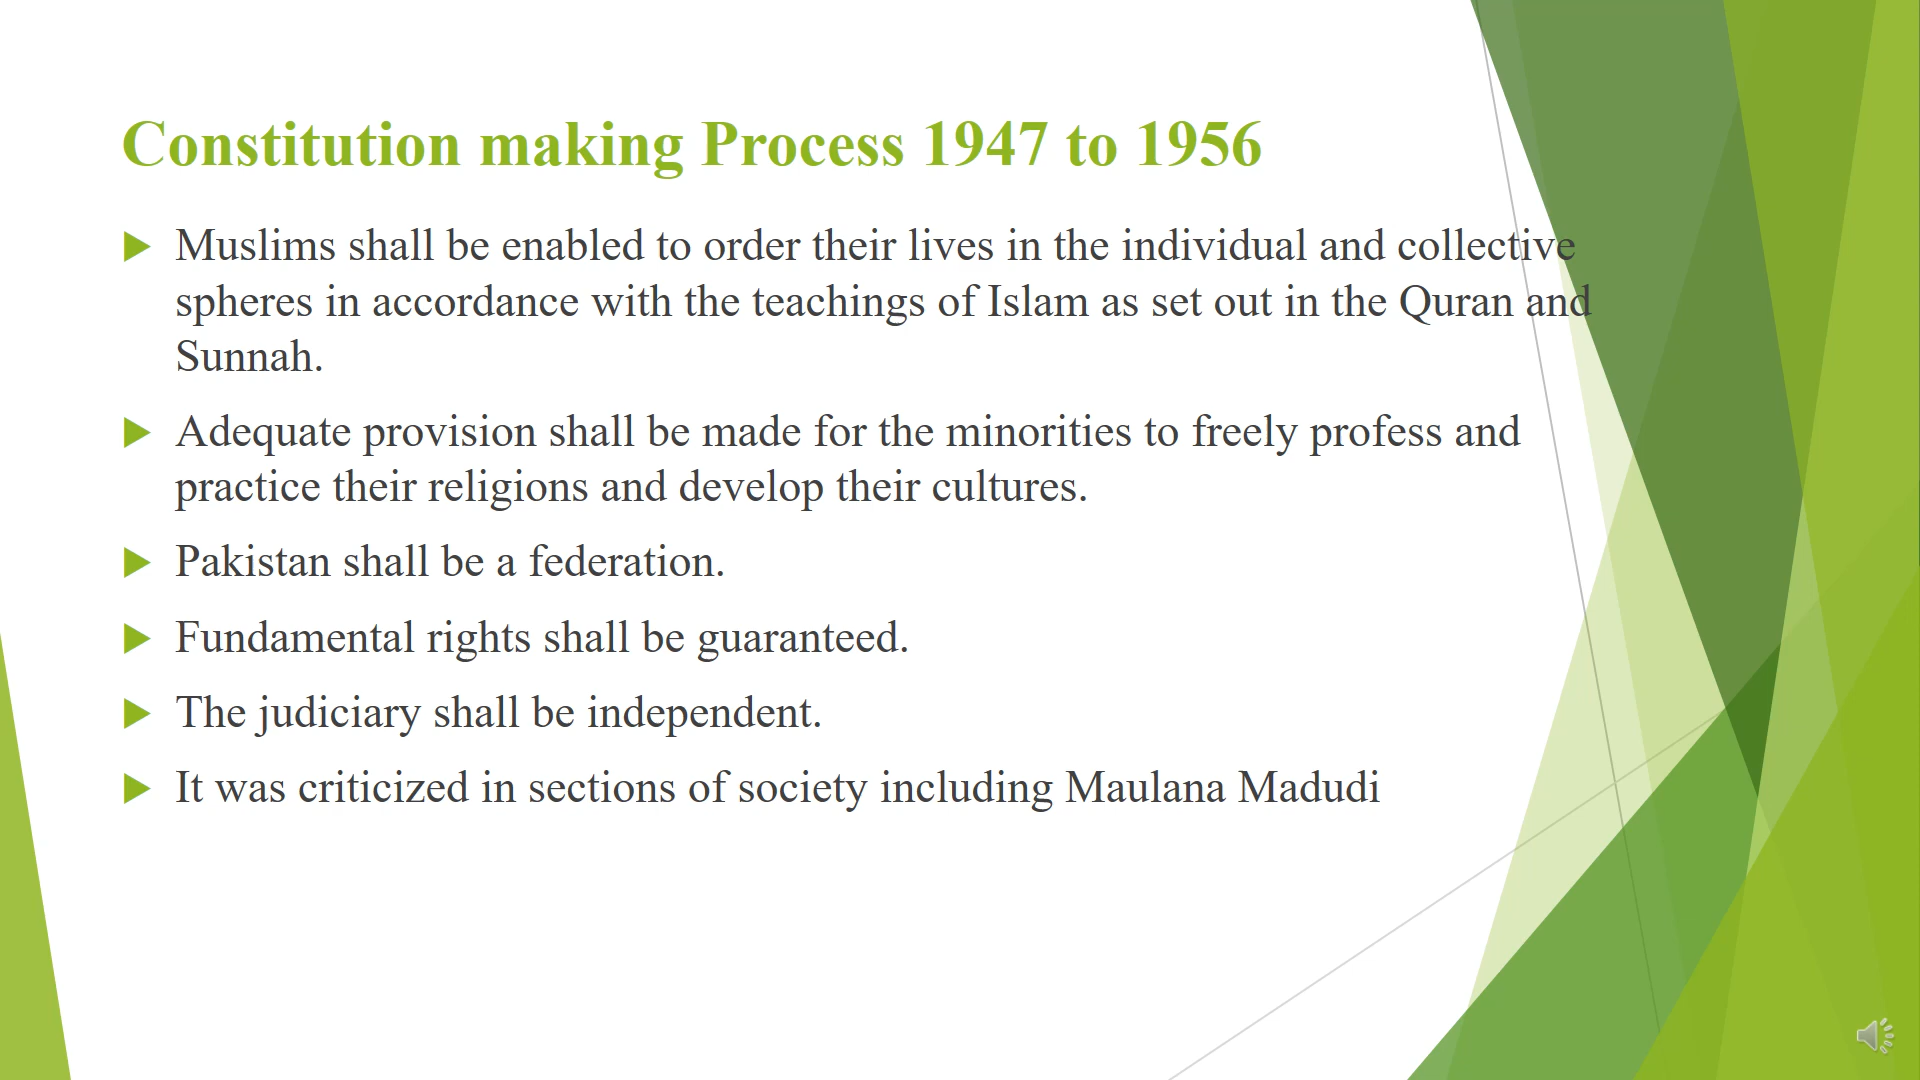 Constitution making Process 1947 to 1956
Muslims shall be enabled to order their lives in the individual and collective
spheres in accordance with the teachings of Islam as set out in the Quran and
Sunnah.
Adequate provision shall be made for the minorities to freely profess and
practice their religions and develop their cultures.
Pakistan shall be a federation.
Fundamental rights shall be guaranteed.
The judiciary shall be independent.
It was criticized in sections of society including Maulana Madudi